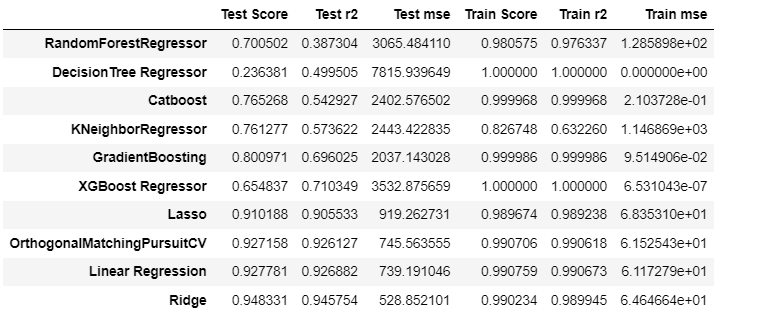 Test Score Test r2 Test mse Train Score Train r2 Train mse
RandomForestRegressor 0.700502 0.387304 3065.484110 0.980575 0.976337 1.285898e+02
DecisionTree Regressor 0.236381 0.499505 7815.939649 1.000000 1.000000 0.000000e+00
Catboost 0.765268 0.542927 2402.576502 0.999968 0.999968 2.103728e-01
KNeighborRegressor 0.761277 0.573622 2443.422835 0.826748 0.632260 1.146869e+03
GradientBoosting 0.800971 0.696025 2037.143028 0.999986 0.999986 9.514906e-02
XGBoost Regressor 0.654837 0.710349 3532.875659 1.000000 1.000000 6.531043e-07
Lasso 0.910188 0.905533 919.262731 0.989674 0.989238 6.835310e+01
OrthogonalMatchingPursuitCV 0.927158 0.926127 745.563555 0.990706 0.990618 6.152543e+01
Linear Regression 0.927781 0.926882 739.191046 0.990759 0.990673 6.117279e+01
Ridge 0.948331 0.945754 528.852101 0.990234 0.989945 6.464664e+01